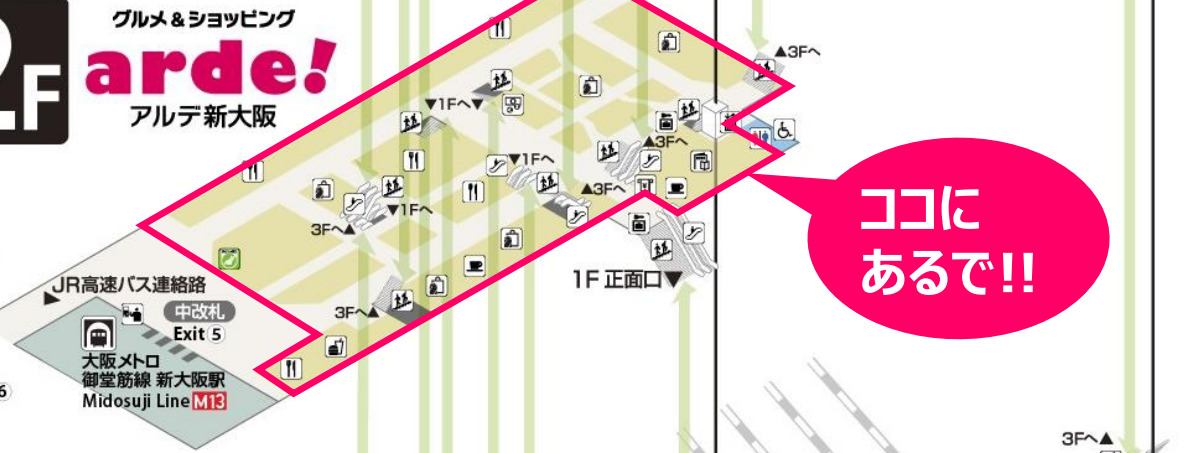 2F
グルメ&ショッピング
arde!
アルデ新大阪
▲3Fへ
▼1Fへ▼
▲3Fへ
▼1Fへ
▲3Fへ
▼1Fへ
3Fへ▲
ココに
あるで!!
1F 正面口▼
JR高速バス連絡路
中改札
Exit 5
3Fへ▲
大阪メトロ
御堂筋線 新大阪駅
Midosuji Line M13
6
3Fへ▲